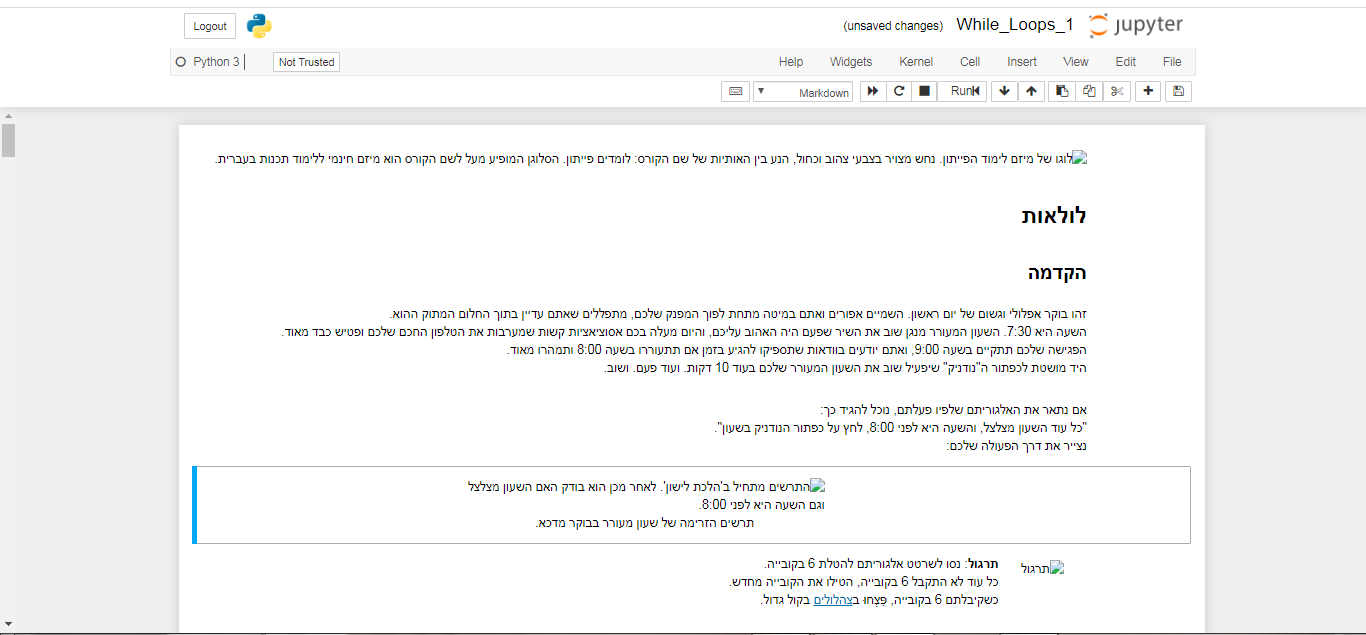 Logout
(unsaved changes) While_Loops_1 jupyter
Python 3 Not Trusted Help Widgets Kernel Cell Insert View Edit File
Markdown Run
לוגו של מיזם לימוד הפייתון. נחש מצויר בצבעי צהוב וכחול, הנע בין האותיות של שם הקורס: לומדים פייתון. הסלוגן המופיע מעל לשם הקורס הוא מיזם חינמי ללימוד תכנות בעברית.
לולאות
הקדמה
זהו בוקר אפלולי וגשום של יום ראשון. השמיים אפורים ואתם במיטה מתחת לפוך המפנק שלכם, מתפללים שאתם עדיין בתוך החלום המתוק ההוא.
השעה היא 7:30. השעון המעורר מנגן שוב את השיר שפעם היה האהוב עליכם, והיום מעלה בכם אסוציאציות קשות שמערבות את הטלפון החכם שלכם ופטיש כבד מאוד.
הפגישה שלכם תתקיים בשעה 9:00, ואתם יודעים בוודאות שתספיקו להגיע בזמן אם תתעוררו בשעה 8:00 ותמהרו מאוד.
היד מושטת לכפתור ה"נודניק" שיפעיל שוב את השעון המעורר שלכם בעוד 10 דקות. ועוד פעם. ושוב.
אם נתאר את האלגוריתם שלפיו פעלתם, נוכל להגיד כך:
"כל עוד השעון מצלצל, והשעה היא לפני 8:00, לחץ על כפתור הנודניק בשעון".
נצייר את דרך הפעולה שלכם:
התרשים מתחיל ב'הלכת לישון'. לאחר מכן הוא בודק האם השעון מצלצל
וגם השעה היא לפני 8:00.
תרשים הזרימה של שעון מעורר בבוקר מדכא.
תרגול
תרגול: נסו לשרטט אלגוריתם להטלת 6 בקובייה.
כל עוד לא התקבל 6 בקובייה, הטילו את הקובייה מחדש.
כשקיבלתם 6 בקובייה, פִּצְחוּ בצהלולים בקול גדול.